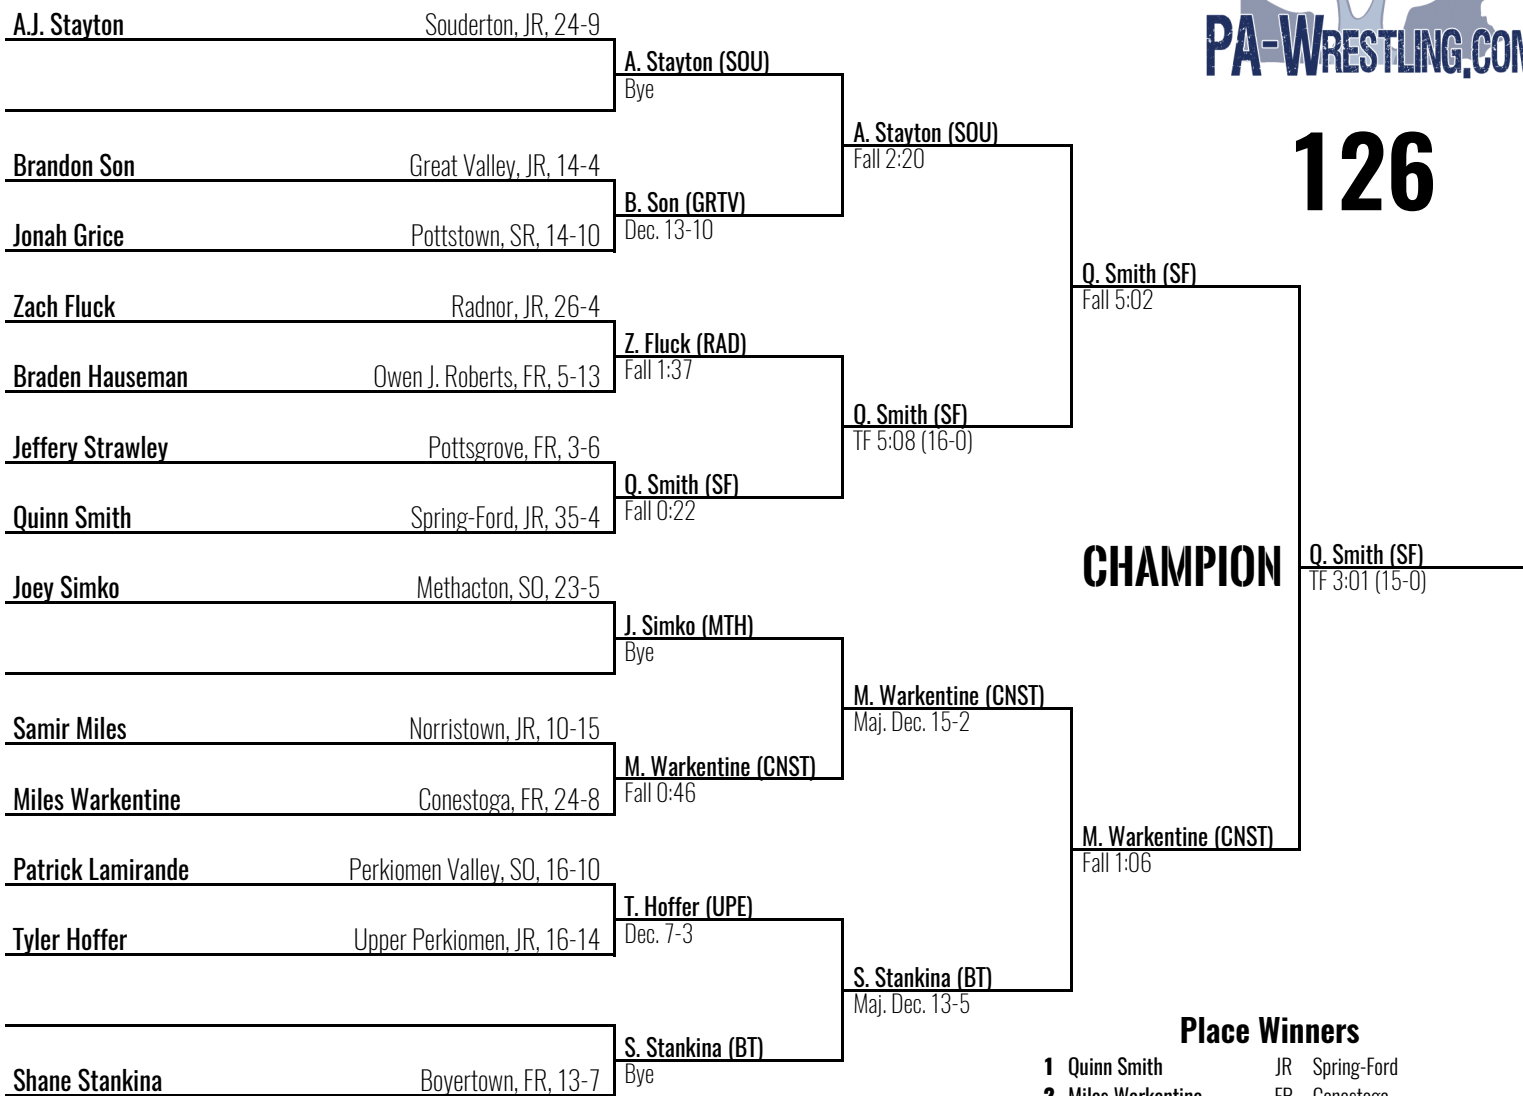 A.J. Stayton Souderton, JR, 24-9
A. Stayton (SOU)
Bye
PA-WRESTLING.COM
A. Stayton (SOU)
Fall 2:20
126
Brandon Son Great Valley, JR, 14-4
B. Son (GRTV)
Dec. 13-10
Jonah Grice Pottstown, SR, 14-10
Q. Smith (SF)
Fall 5:02
Zach Fluck Radnor, JR, 26-4
Z. Fluck (RAD)
Fall 1:37
Braden Hauseman Owen J. Roberts, FR, 5-13
Q. Smith (SF)
TF 5:08 (16-0)
Jeffery Strawley Pottsgrove, FR, 3-6
Q. Smith (SF)
Fall 0:22
Quinn Smith Spring-Ford, JR, 35-4
CHAMPION
Q. Smith (SF)
TF 3:01 (15-0)
Joey Simko Methacton, SO, 23-5
J. Simko (MTH)
Bye
M. Warkentine (CNST)
Maj. Dec. 15-2
Samir Miles Norristown, JR, 10-15
M. Warkentine (CNST)
Fall 0:46
Miles Warkentine Conestoga, FR, 24-8
M. Warkentine (CNST)
Fall 1:06
Patrick Lamirande Perkiomen Valley, SO, 16-10
T. Hoffer (UPE)
Dec. 7-3
Tyler Hoffer Upper Perkiomen, JR, 16-14
S. Stankina (BT)
Maj. Dec. 13-5
S. Stankina (BT)
Bye
Shane Stankina Boyertown, FR, 13-7
Place Winners
1 Quinn Smith JR Spring-Ford
2 Miles Warkentine FR Conestoga